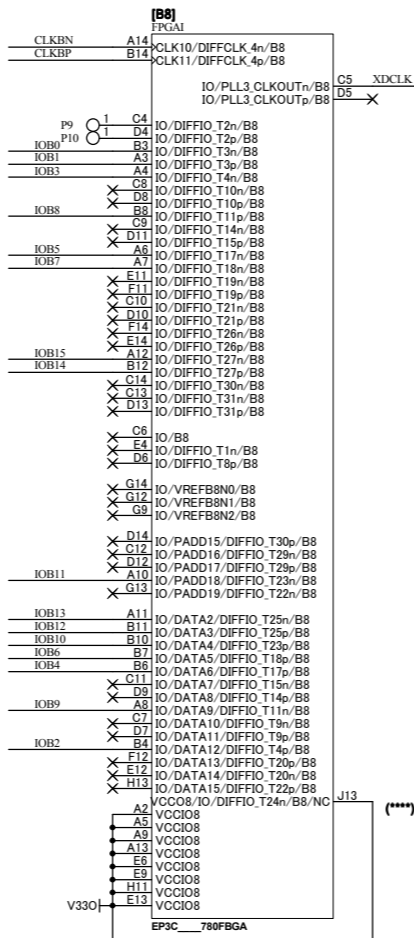 [B8]
FPGAI
CLKBN A14 CLK10/DIFFCLK_4n/B8
CLKBP B14 CLK11/DIFFCLK_4p/B8
IO/PLL3_CLKOUTn/B8 C5 XDCLK
IO/PLL3_CLKOUTp/B8 D5
P9 1 C4 IO/DIFFIO_T2n/B8
P10 1 D4 IO/DIFFIO_T2p/B8
IOB0 B3 IO/DIFFIO_T3n/B8
IOB1 A3 IO/DIFFIO_T3p/B8
IOB3 A4 IO/DIFFIO_T4n/B8
C8 IO/DIFFIO_T10n/B8
D8 IO/DIFFIO_T10p/B8
IOB8 B8 IO/DIFFIO_T11p/B8
C9 IO/DIFFIO_T14n/B8
D11 IO/DIFFIO_T15p/B8
IOB5 A6 IO/DIFFIO_T17n/B8
IOB7 A7 IO/DIFFIO_T18n/B8
E11 IO/DIFFIO_T19n/B8
F11 IO/DIFFIO_T19p/B8
C10 IO/DIFFIO_T21n/B8
D10 IO/DIFFIO_T21p/B8
F14 IO/DIFFIO_T26n/B8
E14 IO/DIFFIO_T26p/B8
IOB15 A12 IO/DIFFIO_T27n/B8
IOB14 B12 IO/DIFFIO_T27p/B8
C14 IO/DIFFIO_T30n/B8
C13 IO/DIFFIO_T31n/B8
D13 IO/DIFFIO_T31p/B8
C6 IO/B8
E4 IO/DIFFIO_T1n/B8
D6 IO/DIFFIO_T8p/B8
G14 IO/VREFB8N0/B8
G12 IO/VREFB8N1/B8
G9 IO/VREFB8N2/B8
D14 IO/PADD15/DIFFIO_T30p/B8
C12 IO/PADD16/DIFFIO_T29n/B8
D12 IO/PADD17/DIFFIO_T29p/B8
IOB11 A10 IO/PADD18/DIFFIO_T23n/B8
G13 IO/PADD19/DIFFIO_T22n/B8
IOB13 A11 IO/DATA2/DIFFIO_T25n/B8
IOB12 B11 IO/DATA3/DIFFIO_T25p/B8
IOB10 B10 IO/DATA4/DIFFIO_T23p/B8
IOB6 B7 IO/DATA5/DIFFIO_T18p/B8
IOB4 B6 IO/DATA6/DIFFIO_T17p/B8
C11 IO/DATA7/DIFFIO_T15n/B8
D9 IO/DATA8/DIFFIO_T14p/B8
IOB9 A8 IO/DATA9/DIFFIO_T11n/B8
C7 IO/DATA10/DIFFIO_T9n/B8
D7 IO/DATA11/DIFFIO_T9p/B8
IOB2 B4 IO/DATA12/DIFFIO_T4p/B8
F12 IO/DATA13/DIFFIO_T20p/B8
E12 IO/DATA14/DIFFIO_T20n/B8
H13 IO/DATA15/DIFFIO_T22p/B8
VCCO8/IO/DIFFIO_T24n/B8/NC J13 (****)
A2 VCCIO8
A5 VCCIO8
A9 VCCIO8
A13 VCCIO8
E6 VCCIO8
E9 VCCIO8
H11 VCCIO8
V33O E13 VCCIO8
EP3C___780FBGA